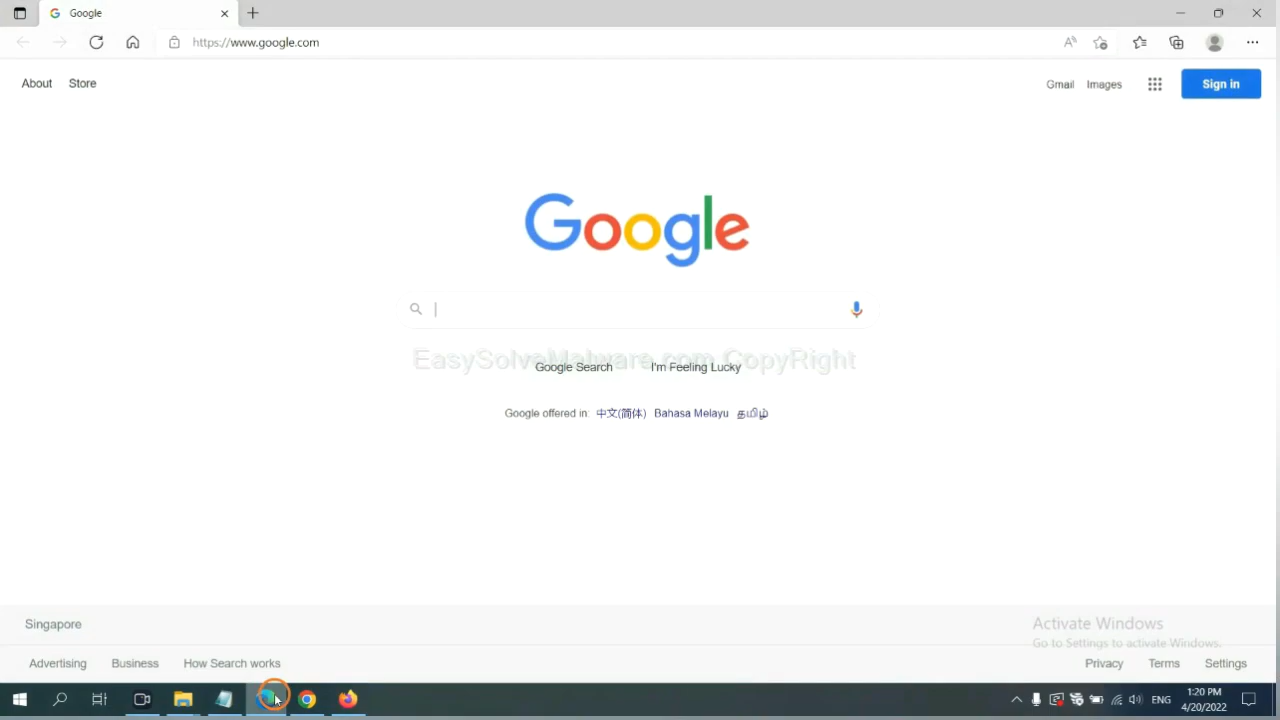 Google
https://www.google.com
About Store
Gmail Images Sign in
Google
EasySolveMalware.com CopyRight
Google Search I'm Feeling Lucky
Google offered in: 中文(简体) Bahasa Melayu தமிழ்
Singapore
Activate Windows
Go to Settings to activate Windows.
Advertising Business How Search works
Privacy Terms Settings
ENG
1:20 PM
4/20/2022